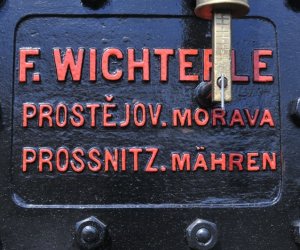 F. WICHTERLE
PROSTĚJOV. MORAVA
PROSSNITZ. MÄHREN